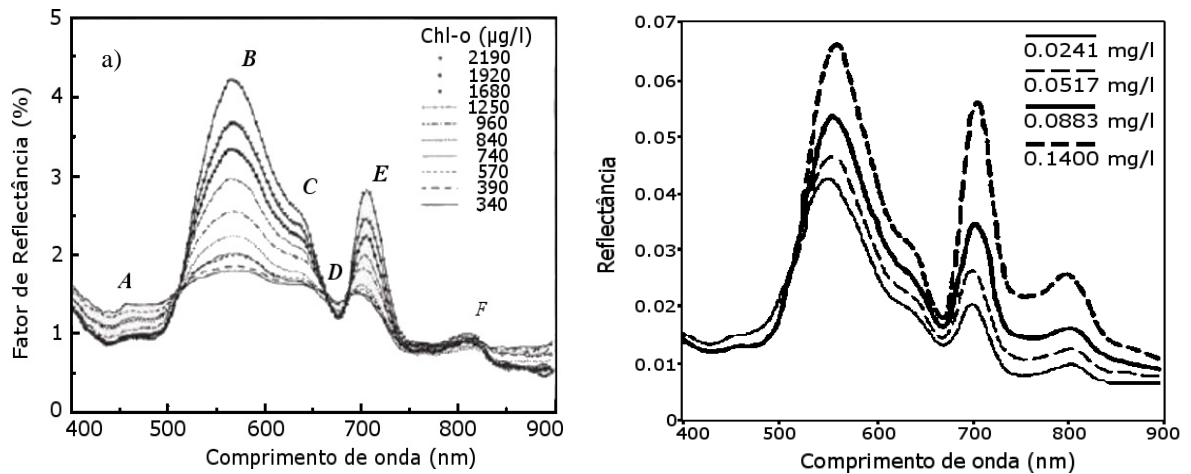 5
4
3
2
1
0
Fator de Reflectância (%)
a)
A
B
C
D
E
F
Chl-o (µg/l)
2190
1920
1680
1250
960
840
740
570
390
340
400 500 600 700 800 900
Comprimento de onda (nm)
0.07
0.06
0.05
0.04
0.03
0.02
0.01
0
Reflectância
0.0241 mg/l
0.0517 mg/l
0.0883 mg/l
0.1400 mg/l
400 500 600 700 800 900
Comprimento de onda (nm)